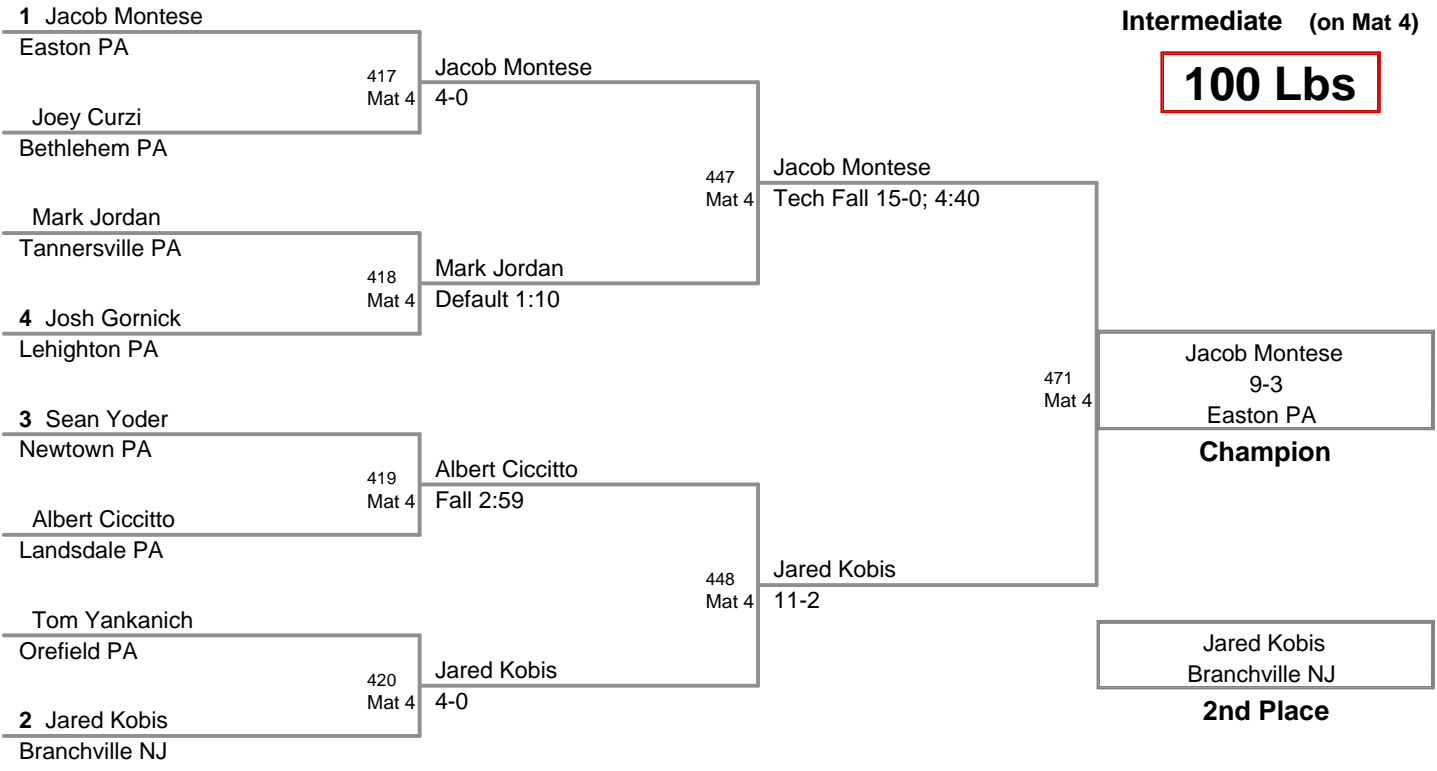 1 Jacob Montese
Easton PA
Joey Curzi
Bethlehem PA
Mark Jordan
Tannersville PA
4 Josh Gornick
Lehighton PA
3 Sean Yoder
Newtown PA
Albert Ciccitto
Landsdale PA
Tom Yankanich
Orefield PA
2 Jared Kobis
Branchville NJ
417
Mat 4
Jacob Montese
4-0
418
Mat 4
Mark Jordan
Default 1:10
419
Mat 4
Albert Ciccitto
Fall 2:59
420
Mat 4
Jared Kobis
4-0
447
Mat 4
Jacob Montese
Tech Fall 15-0; 4:40
448
Mat 4
Jared Kobis
11-2
Intermediate (on Mat 4)
100 Lbs
471
Mat 4
Jacob Montese
9-3
Easton PA
Champion
Jared Kobis
Branchville NJ
2nd Place